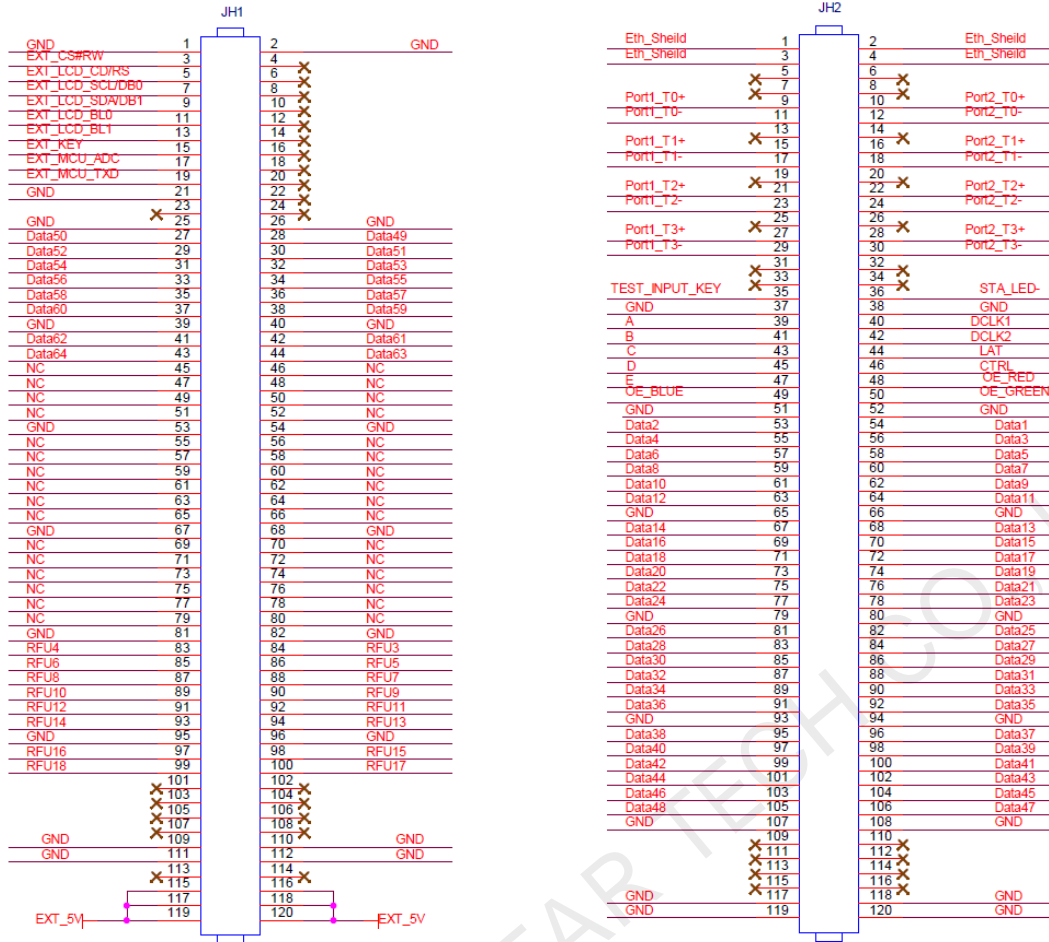 JH1
GND 1 2 GND
EXT_CS#RW 3 4
EXT_LCD_CD/RS 5 6
EXT_LCD_SCL/DB0 7 8
EXT_LCD_SDA/DB1 9 10
EXT_LCD_BL0 11 12
EXT_LCD_BL1 13 14
EXT_KEY 15 16
EXT_MCU_ADC 17 18
EXT_MCU_TXD 19 20
GND 21 22
23 24
GND 25 26 GND
Data50 27 28 Data49
Data52 29 30 Data51
Data54 31 32 Data53
Data56 33 34 Data55
Data58 35 36 Data57
Data60 37 38 Data59
GND 39 40 GND
Data62 41 42 Data61
Data64 43 44 Data63
NC 45 46 NC
NC 47 48 NC
NC 49 50 NC
NC 51 52 NC
GND 53 54 GND
NC 55 56 NC
NC 57 58 NC
NC 59 60 NC
NC 61 62 NC
NC 63 64 NC
NC 65 66 NC
GND 67 68 GND
NC 69 70 NC
NC 71 72 NC
NC 73 74 NC
NC 75 76 NC
NC 77 78 NC
NC 79 80 NC
GND 81 82 GND
RFU4 83 84 RFU3
RFU6 85 86 RFU5
RFU8 87 88 RFU7
RFU10 89 90 RFU9
RFU12 91 92 RFU11
RFU14 93 94 RFU13
GND 95 96 GND
RFU16 97 98 RFU15
RFU18 99 100 RFU17
101 102
103 104
105 106
107 108
GND 109 110 GND
GND 111 112 GND
113 114
115 116
117 118
EXT_5V 119 120 EXT_5V
JH2
Eth_Sheild 1 2 Eth_Sheild
Eth_Sheild 3 4 Eth_Sheild
5 6
7 8
Port1_T0+ 9 10 Port2_T0+
Port1_T0- 11 12 Port2_T0-
13 14
Port1_T1+ 15 16 Port2_T1+
Port1_T1- 17 18 Port2_T1-
19 20
Port1_T2+ 21 22 Port2_T2+
Port1_T2- 23 24 Port2_T2-
25 26
Port1_T3+ 27 28 Port2_T3+
Port1_T3- 29 30 Port2_T3-
31 32
33 34
TEST_INPUT_KEY 35 36 STA_LED-
GND 37 38 GND
A 39 40 DCLK1
B 41 42 DCLK2
C 43 44 LAT
D 45 46 CTRL
E 47 48 OE_RED
OE_BLUE 49 50 OE_GREEN
GND 51 52 GND
Data2 53 54 Data1
Data4 55 56 Data3
Data6 57 58 Data5
Data8 59 60 Data7
Data10 61 62 Data9
Data12 63 64 Data11
GND 65 66 GND
Data14 67 68 Data13
Data16 69 70 Data15
Data18 71 72 Data17
Data20 73 74 Data19
Data22 75 76 Data21
Data24 77 78 Data23
GND 79 80 GND
Data26 81 82 Data25
Data28 83 84 Data27
Data30 85 86 Data29
Data32 87 88 Data31
Data34 89 90 Data33
Data36 91 92 Data35
GND 93 94 GND
Data38 95 96 Data37
Data40 97 98 Data39
Data42 99 100 Data41
Data44 101 102 Data43
Data46 103 104 Data45
Data48 105 106 Data47
GND 107 108 GND
109 110
111 112
113 114
115 116
GND 117 118 GND
GND 119 120 GND
TECH CO